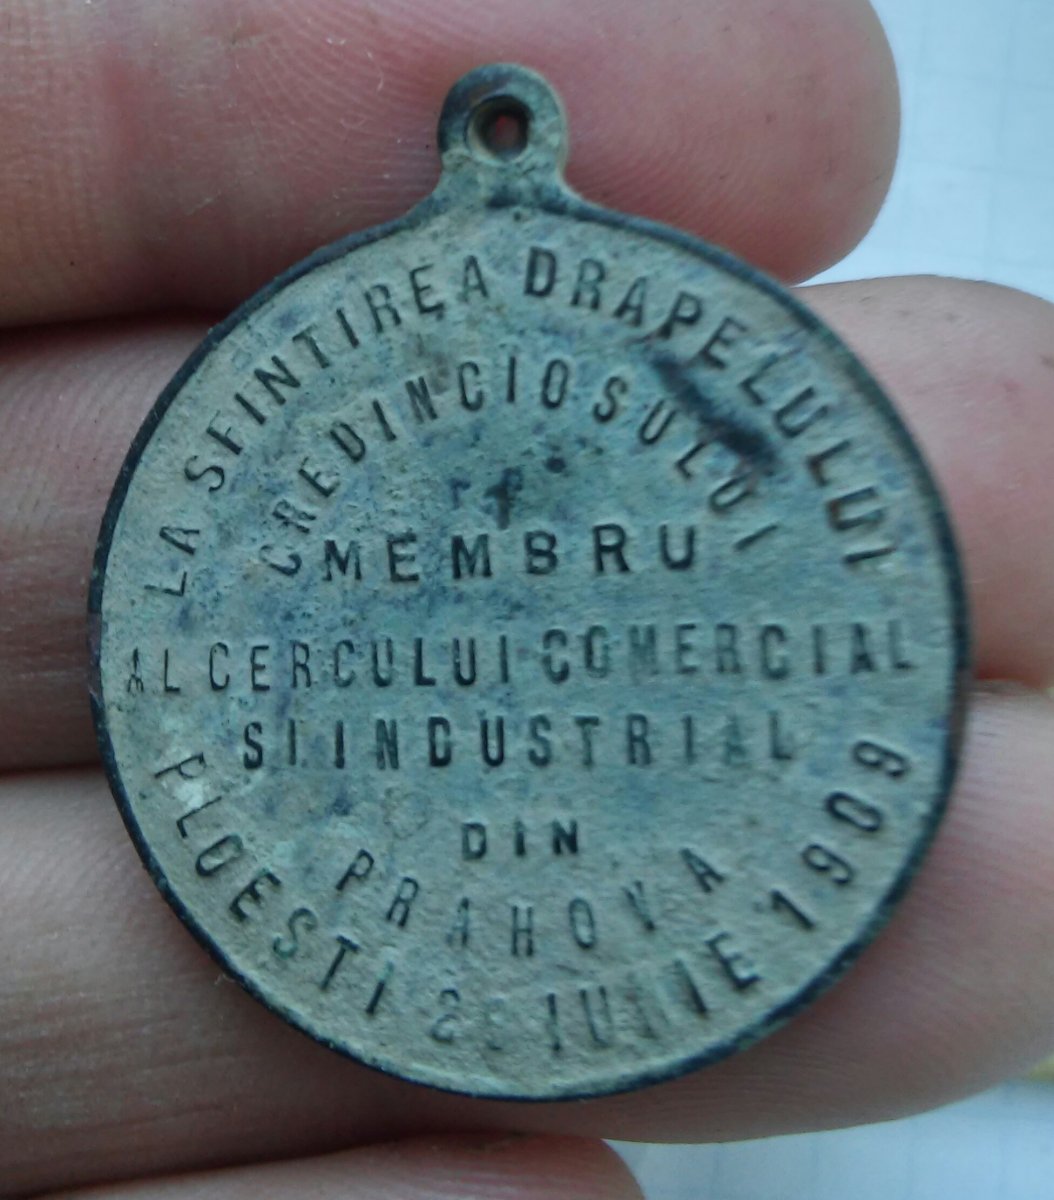 LA SFINTIREA DRAPELULUI
CREDINCIOSULUI
MEMBRU
AL CERCULUI COMERCIAL
SI INDUSTRIAL
DIN
PRAHOVA
PLOESTI IUNIE 1909